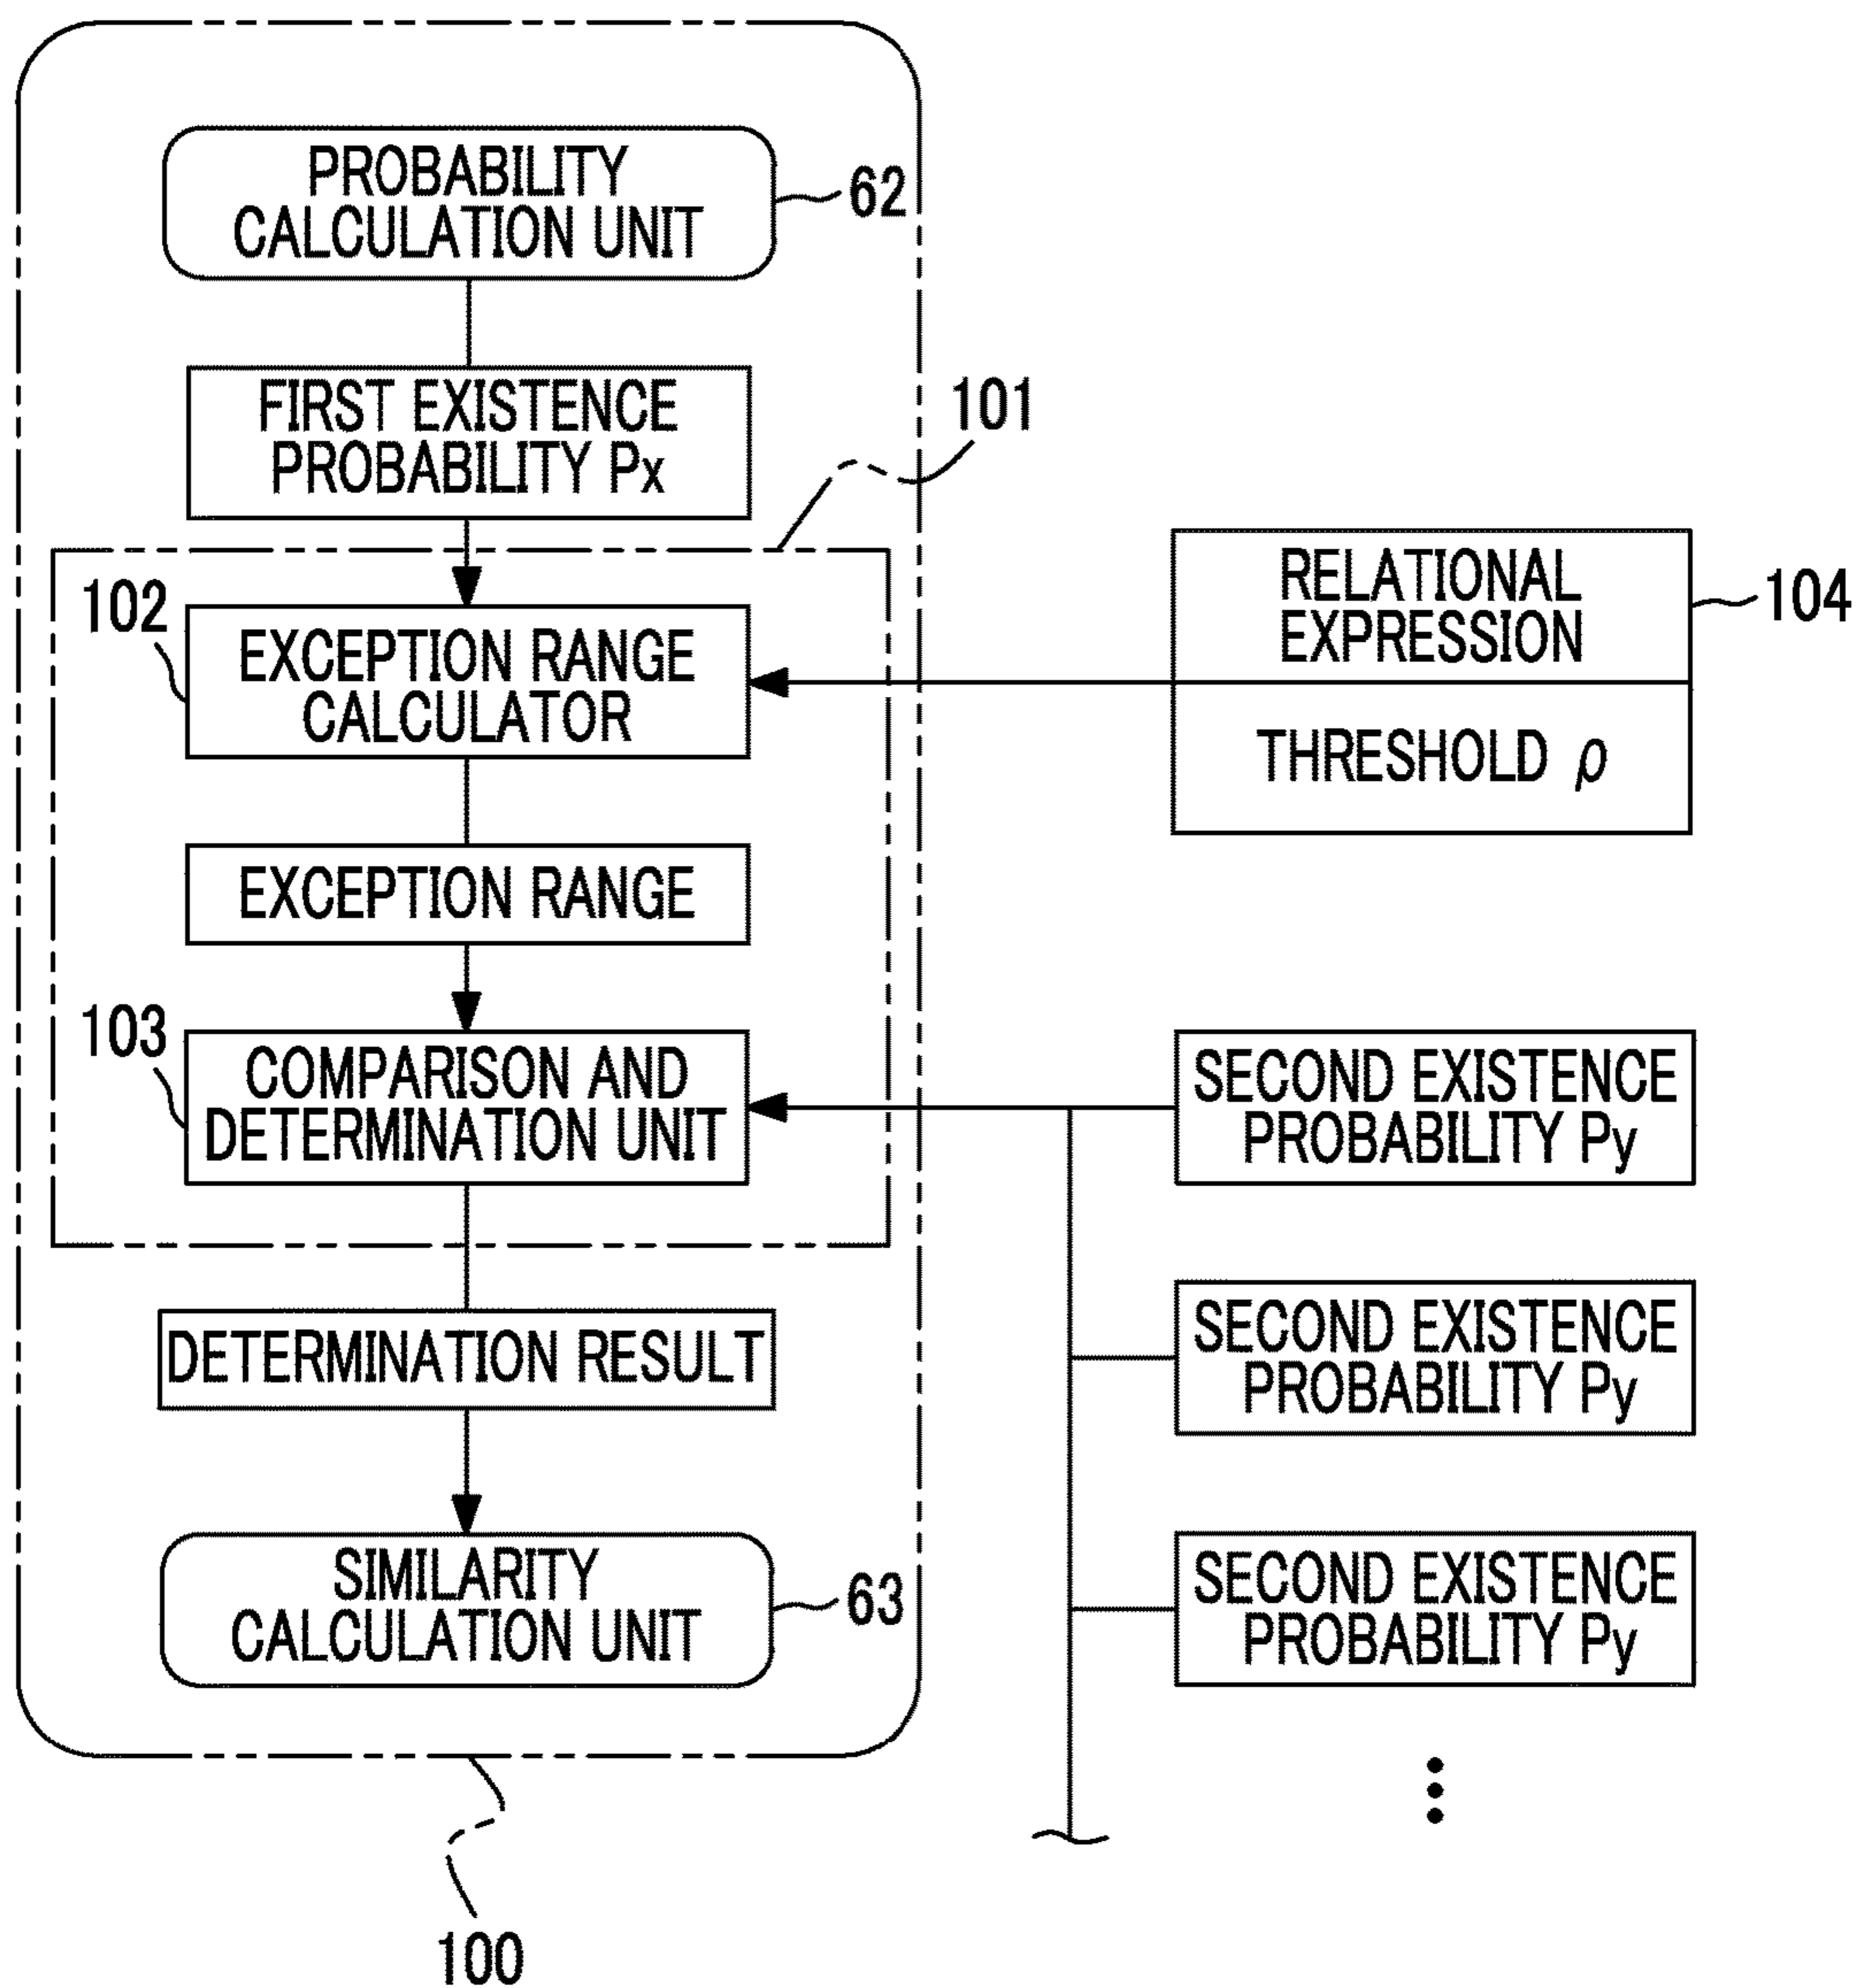 PROBABILITY
CALCULATION UNIT
62
FIRST EXISTENCE
PROBABILITY Px
101
102
EXCEPTION RANGE
CALCULATOR
RELATIONAL
EXPRESSION
104
THRESHOLD ρ
EXCEPTION RANGE
103
COMPARISON AND
DETERMINATION UNIT
SECOND EXISTENCE
PROBABILITY Py
DETERMINATION RESULT
SECOND EXISTENCE
PROBABILITY Py
SIMILARITY
CALCULATION UNIT
63
SECOND EXISTENCE
PROBABILITY Py
100